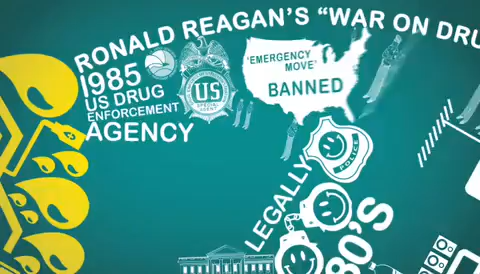 RONALD REAGAN'S “WAR ON DRU
1985
US DRUG
ENFORCEMENT
AGENCY
US
SPECIAL
AGENT
‘EMERGENCY
MOVE’
BANNED
POLICE
LEGALLY
80'S